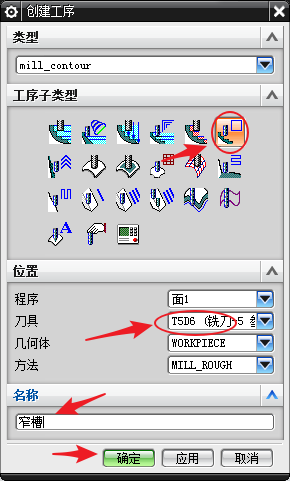 创建工序
类型
mill_contour
工序子类型
位置
程序 面1
刀具 T5D6 (铣刀-5
几何体 WORKPIECE
方法 MILL_ROUGH
名称
窄槽
确定 应用 取消